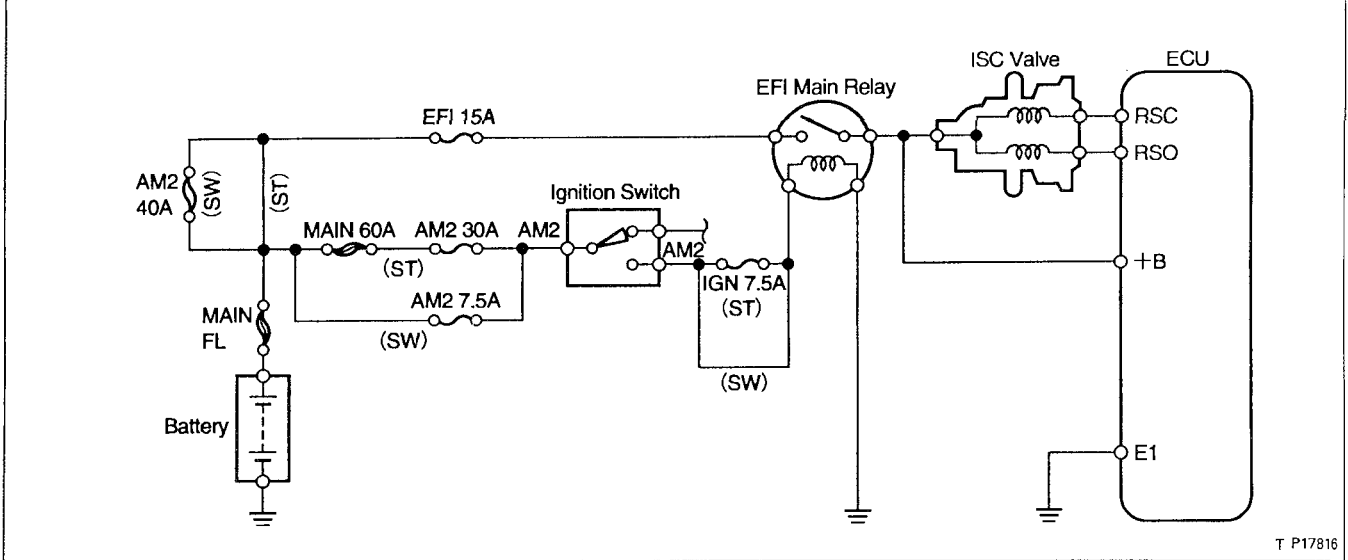 ISC Valve
ECU
EFI Main Relay
EFI 15A
RSC
RSO
AM2
40A
(SW)
(ST)
Ignition Switch
MAIN 60A
AM2 30A
AM2
(ST)
AM2
IGN 7.5A
(ST)
+B
AM2 7.5A
(SW)
MAIN
FL
(SW)
Battery
E1
T P17816